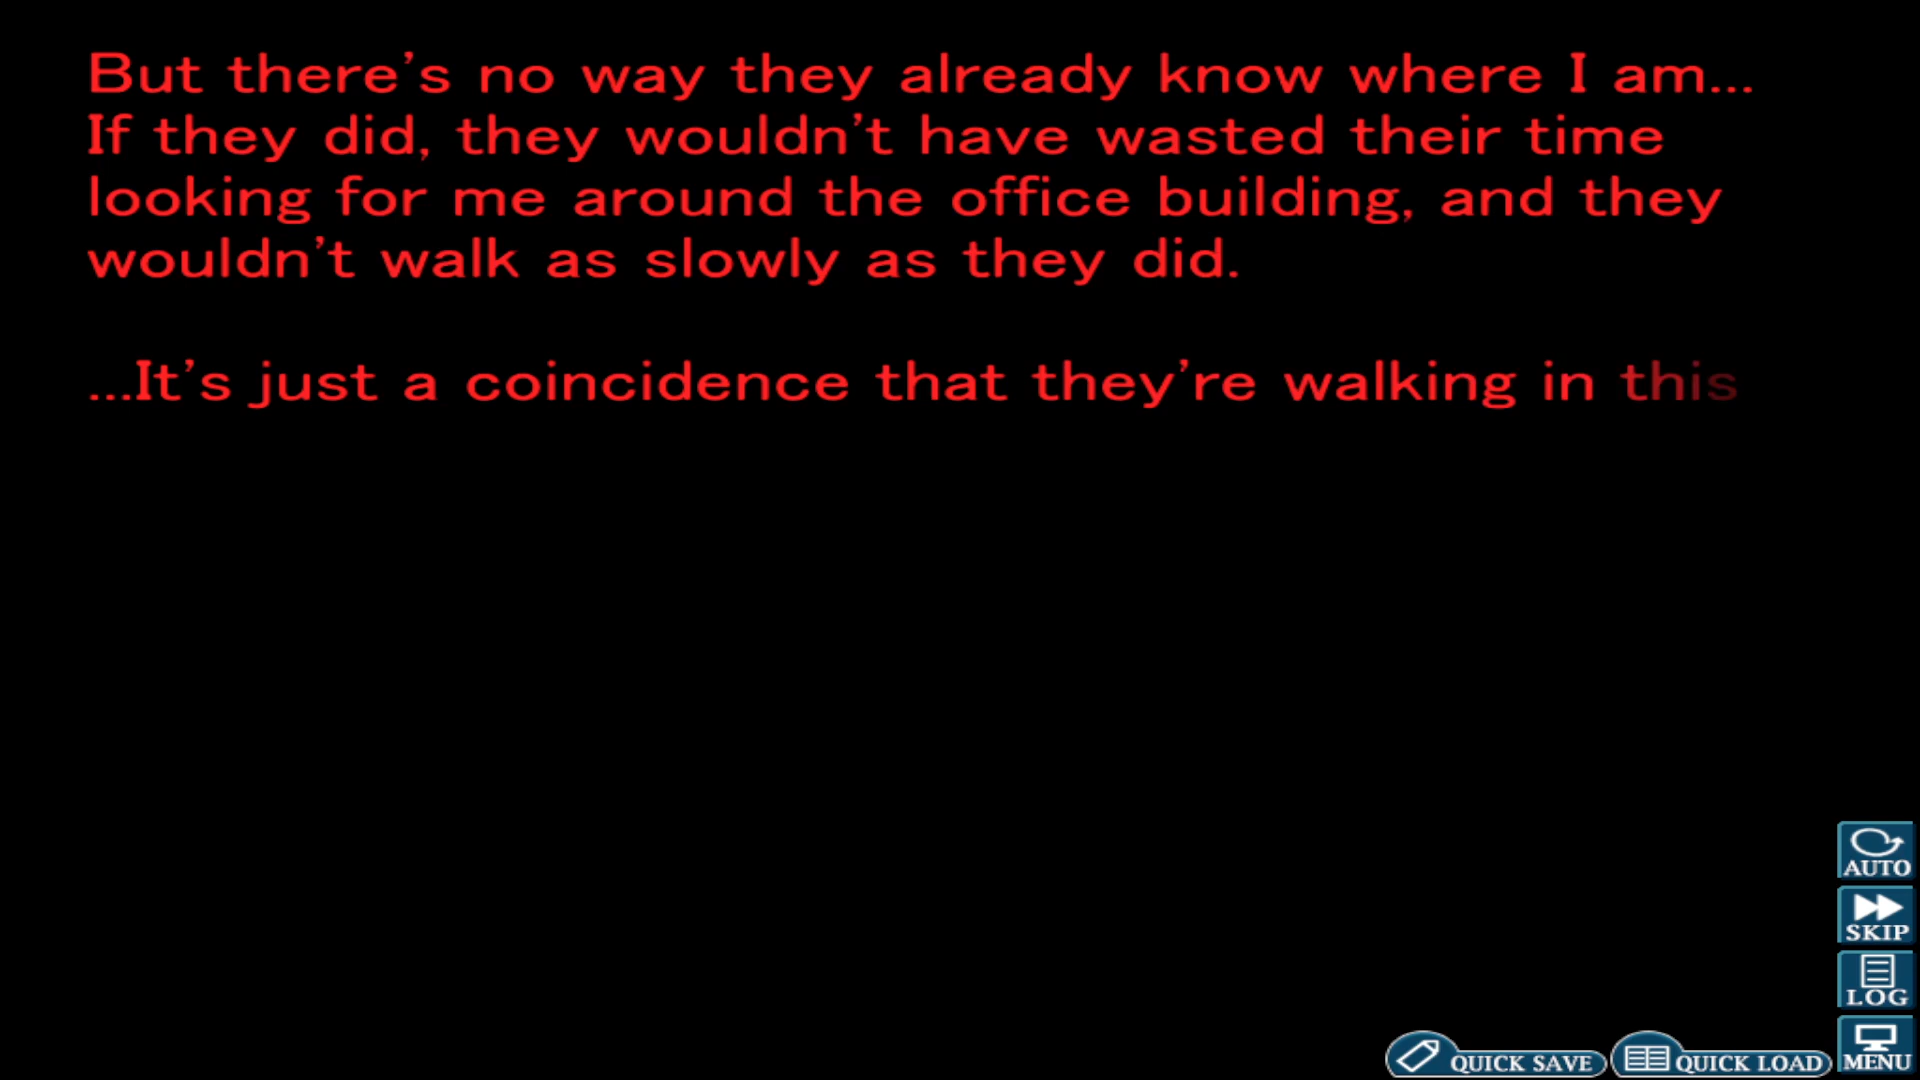 But there's no way they already know where I am...
If they did, they wouldn't have wasted their time
looking for me around the office building, and they
wouldn't walk as slowly as they did.
...It's just a coincidence that they're walking in this
AUTO
SKIP
LOG
MENU
QUICK SAVE
QUICK LOAD